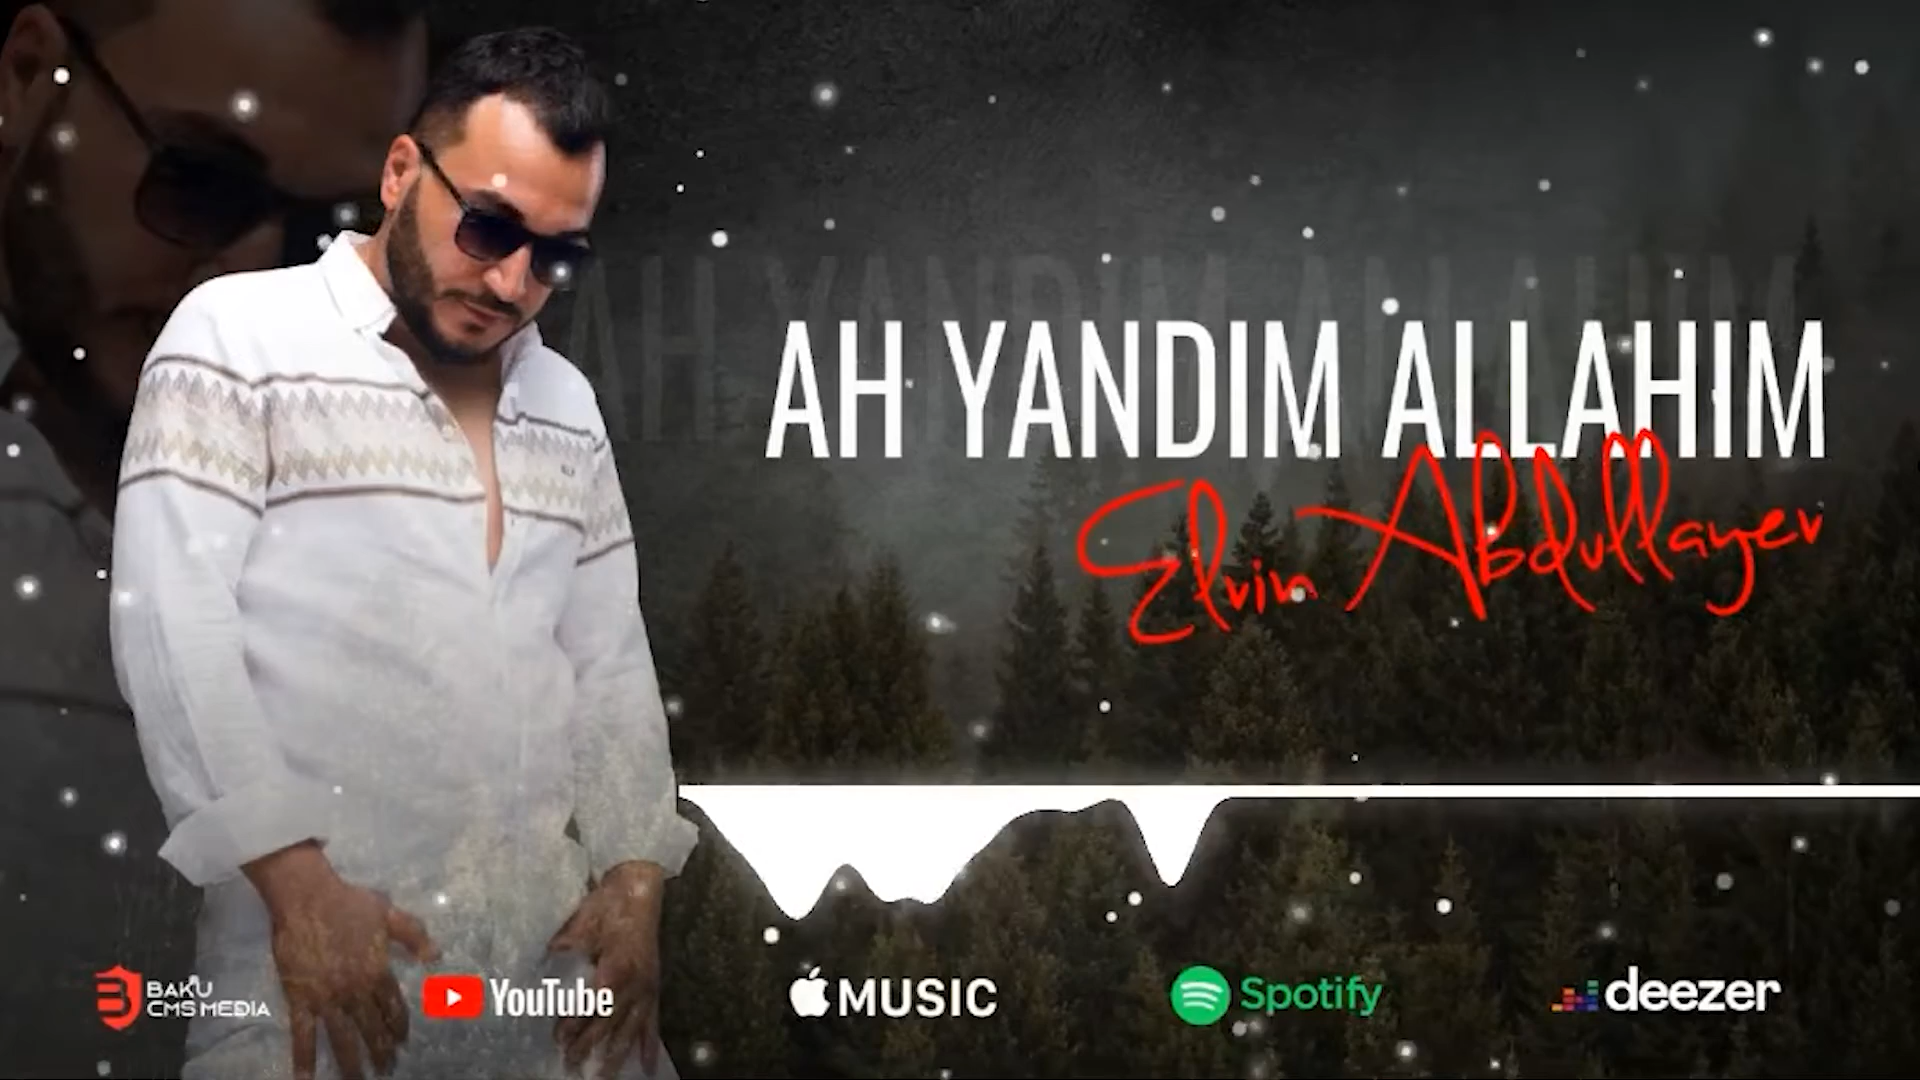 AH YANDIM ALLAHIM
Elvin Abdullayev
BAKU
CMS MEDIA
YouTube
MUSIC
Spotify
deezer